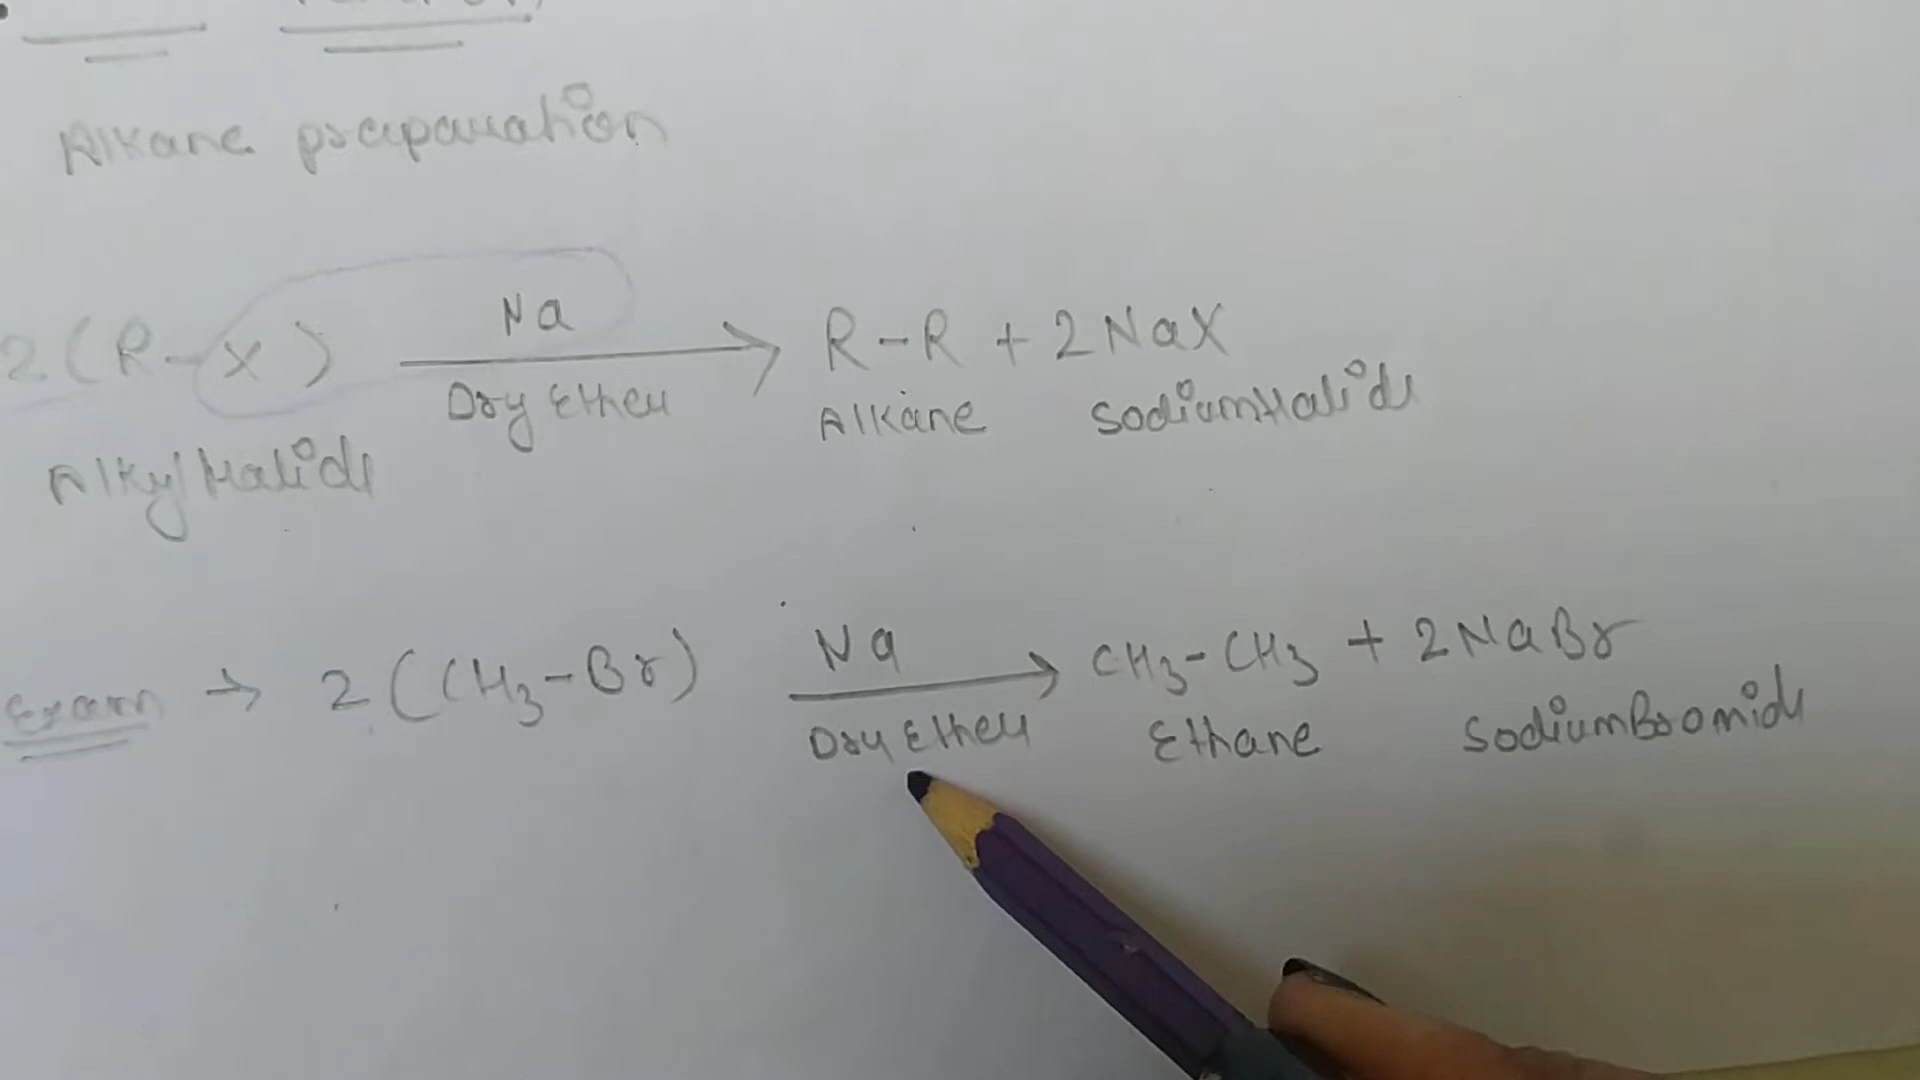 Alkane preparation
2(R-X) Na Dry Ether R-R + 2NaX
Alkyl Halide Alkane Sodium Halide
Exam → 2(CH3-Br) Na Dry Ether CH3-CH3 + 2NaBr
Ethane Sodium Bromide